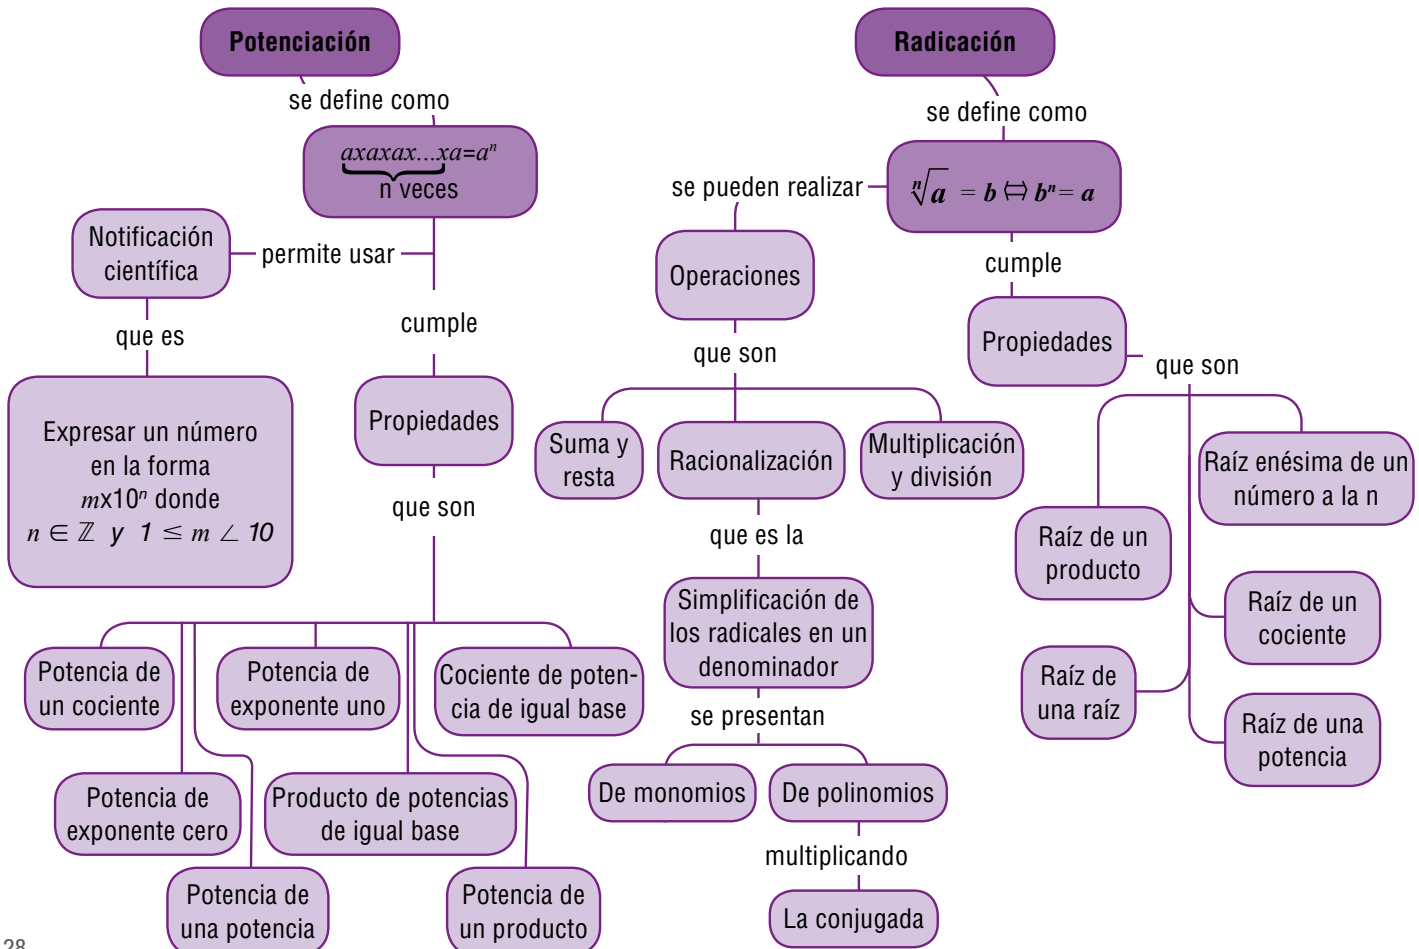 Potenciación
se define como
axaxax...xa=aⁿ
n veces
permite usar
Notificación
científica
que es
Expresar un número
en la forma
mx10ⁿ donde
n ∈ ℤ y 1 ≤ m ∠ 10
cumple
Propiedades
que son
Potencia de
un cociente
Potencia de
exponente uno
Cociente de poten-
cia de igual base
Potencia de
exponente cero
Producto de potencias
de igual base
Potencia de
una potencia
Potencia de
un producto
Radicación
se define como
ⁿ√a = b ⇔ bⁿ= a
se pueden realizar
Operaciones
que son
Suma y
resta
Racionalización
Multiplicación
y división
que es la
Simplificación de
los radicales en un
denominador
se presentan
De monomios
De polinomios
multiplicando
La conjugada
cumple
Propiedades
que son
Raíz enésima de un
número a la n
Raíz de un
producto
Raíz de un
cociente
Raíz de
una raíz
Raíz de una
potencia
28